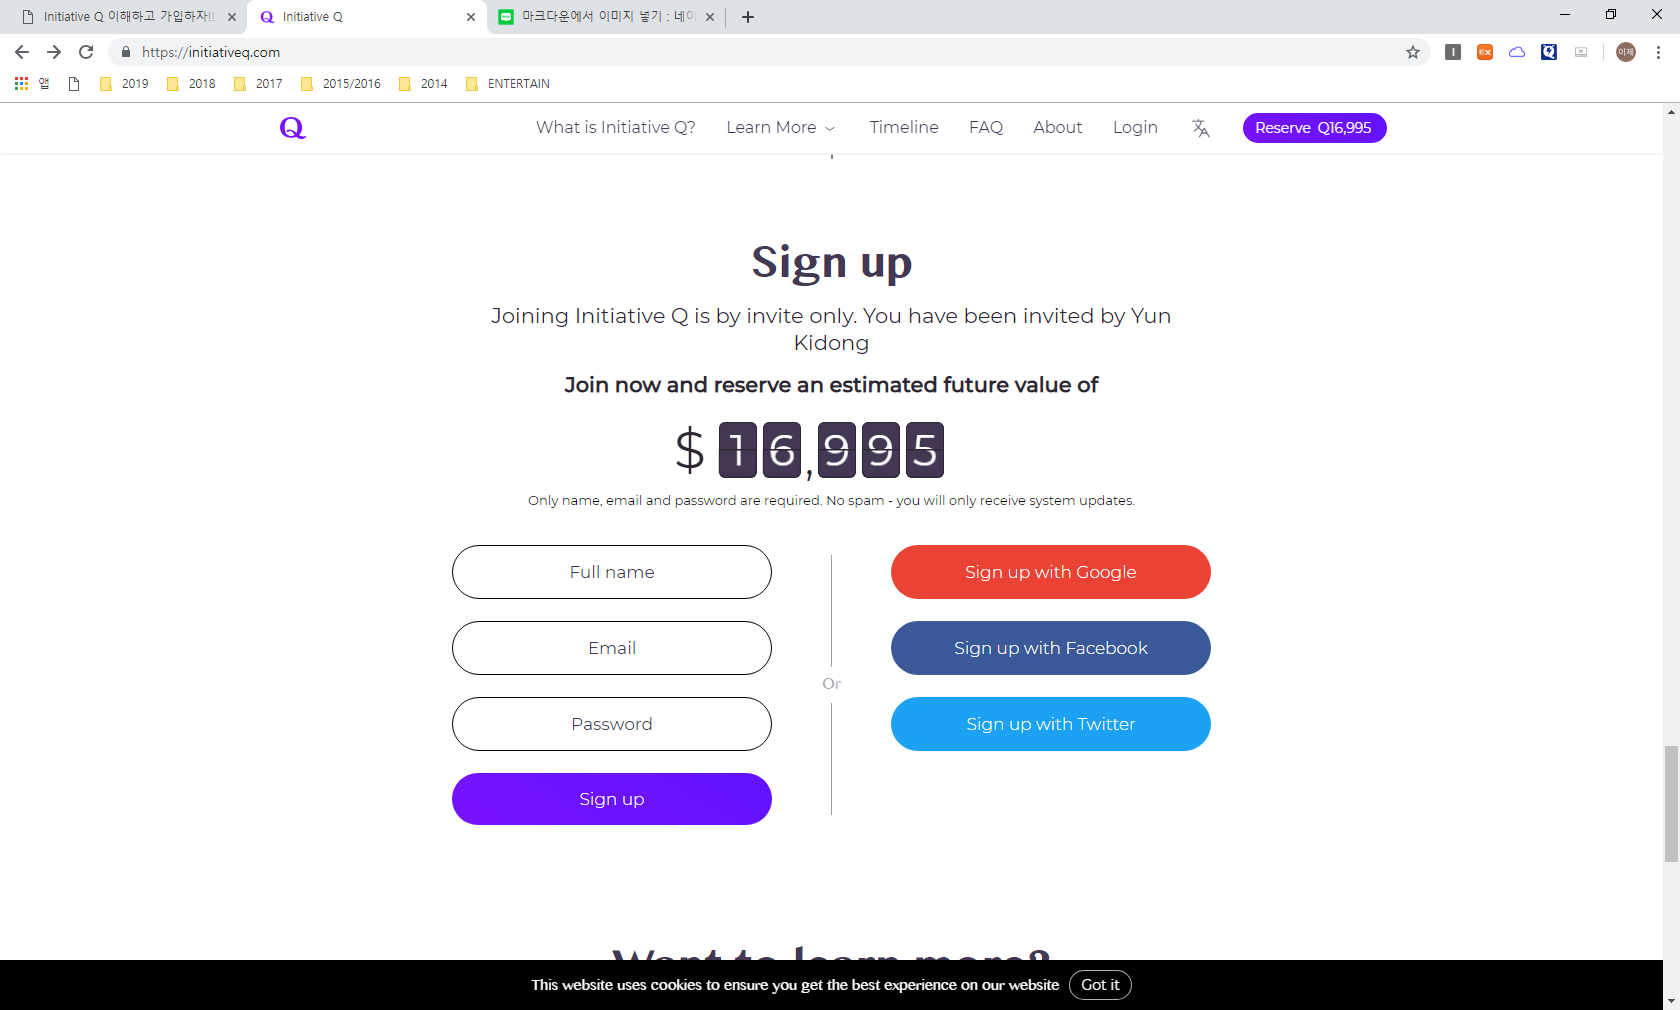 Initiative Q 이해하고 가입하자!!
Initiative Q
마크다운에서 이미지 넣기 : 네이
https://initiativeq.com
앱
2019
2018
2017
2015/2016
2014
ENTERTAIN
Q
What is Initiative Q?
Learn More
Timeline
FAQ
About
Login
Reserve Q16,995
Sign up
Joining Initiative Q is by invite only. You have been invited by Yun
Kidong
Join now and reserve an estimated future value of
$ 16,995
Only name, email and password are required. No spam - you will only receive system updates.
Full name
Email
Password
Sign up
Or
Sign up with Google
Sign up with Facebook
Sign up with Twitter
Want to learn more?
This website uses cookies to ensure you get the best experience on our website
Got it